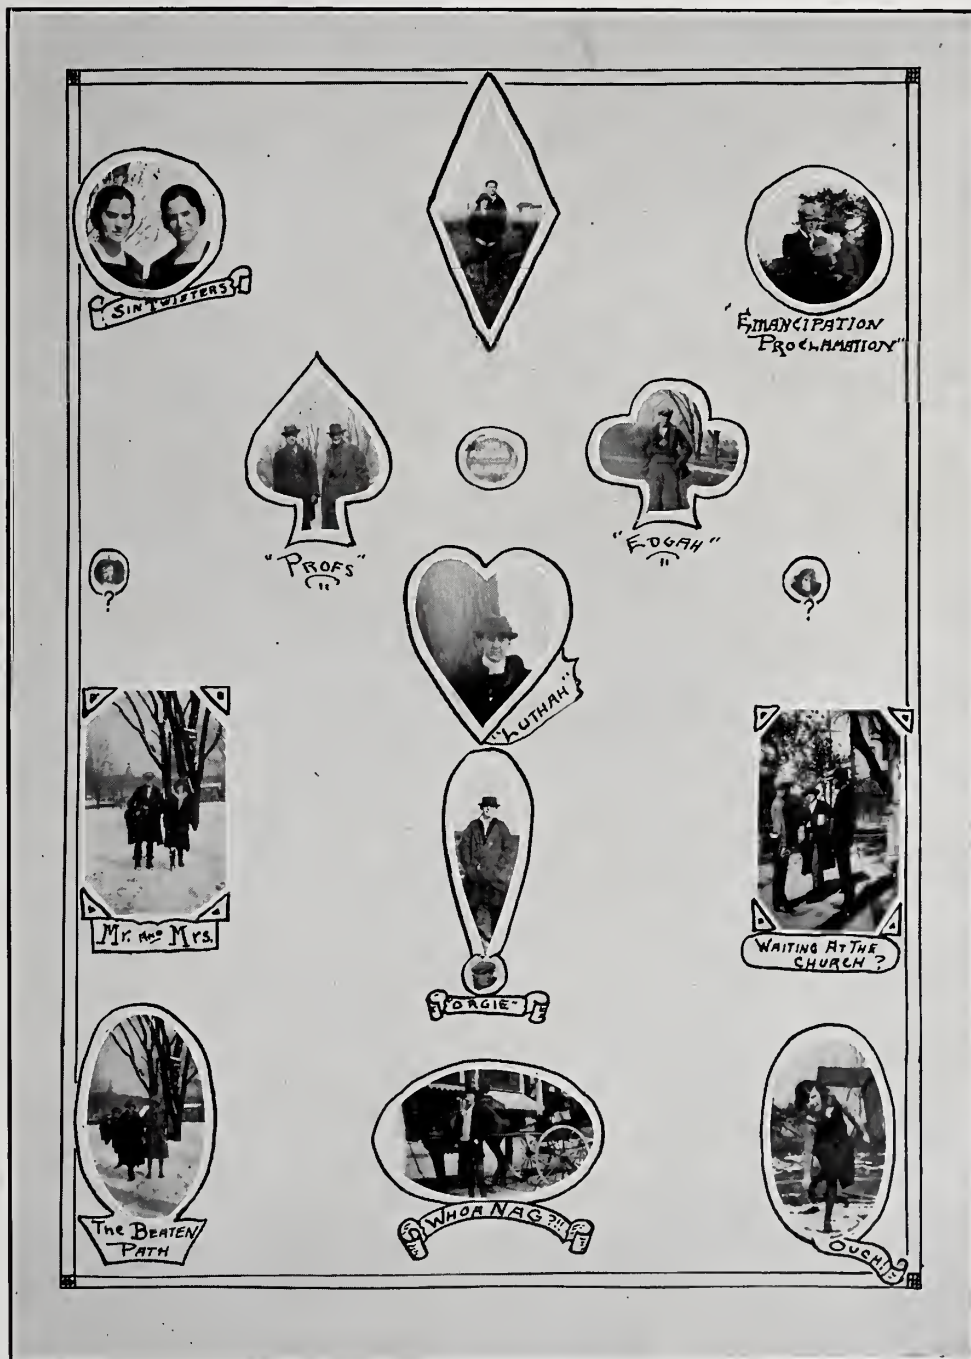 SIN TWISTERS
"EMANCIPATION
PROCLAMATION"
"PROFS"
"EDGAH"
?
?
"LUTHAH"
Mr. AND Mrs.
WAITING AT THE
CHURCH?
"ORGIE"
The BEATEN
PATH
WHOA NAG?!!
OUCH!